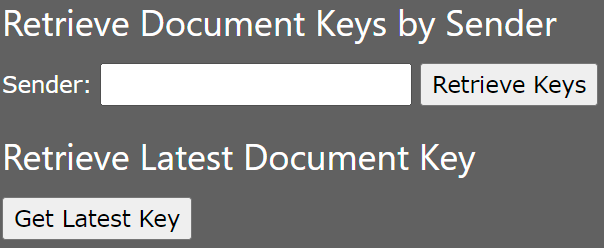 Retrieve Document Keys by Sender
Sender: Retrieve Keys
Retrieve Latest Document Key
Get Latest Key